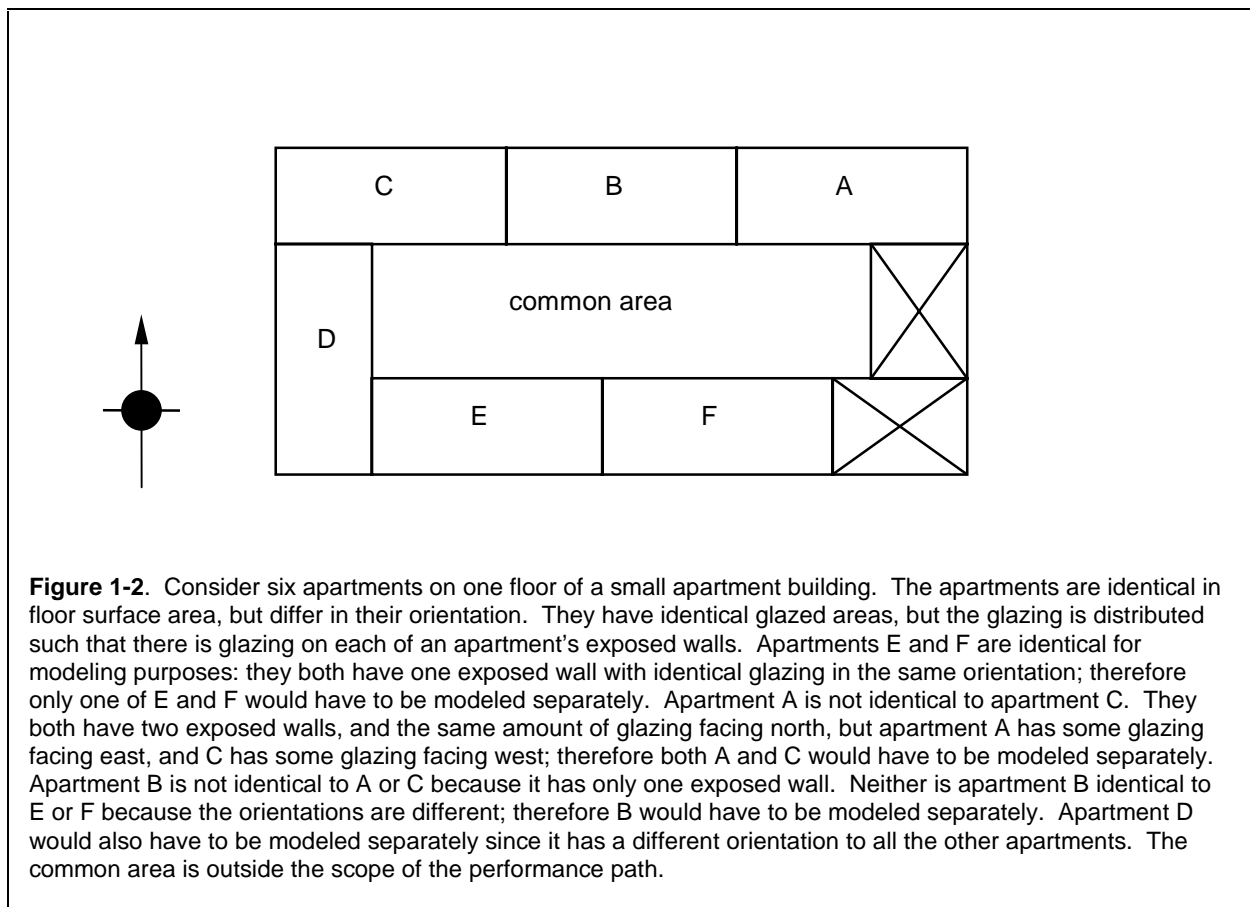 C B A
common area
D
E F
Figure 1-2. Consider six apartments on one floor of a small apartment building. The apartments are identical in
floor surface area, but differ in their orientation. They have identical glazed areas, but the glazing is distributed
such that there is glazing on each of an apartment's exposed walls. Apartments E and F are identical for
modeling purposes: they both have one exposed wall with identical glazing in the same orientation; therefore
only one of E and F would have to be modeled separately. Apartment A is not identical to apartment C. They
both have two exposed walls, and the same amount of glazing facing north, but apartment A has some glazing
facing east, and C has some glazing facing west; therefore both A and C would have to be modeled separately.
Apartment B is not identical to A or C because it has only one exposed wall. Neither is apartment B identical to
E or F because the orientations are different; therefore B would have to be modeled separately. Apartment D
would also have to be modeled separately since it has a different orientation to all the other apartments. The
common area is outside the scope of the performance path.